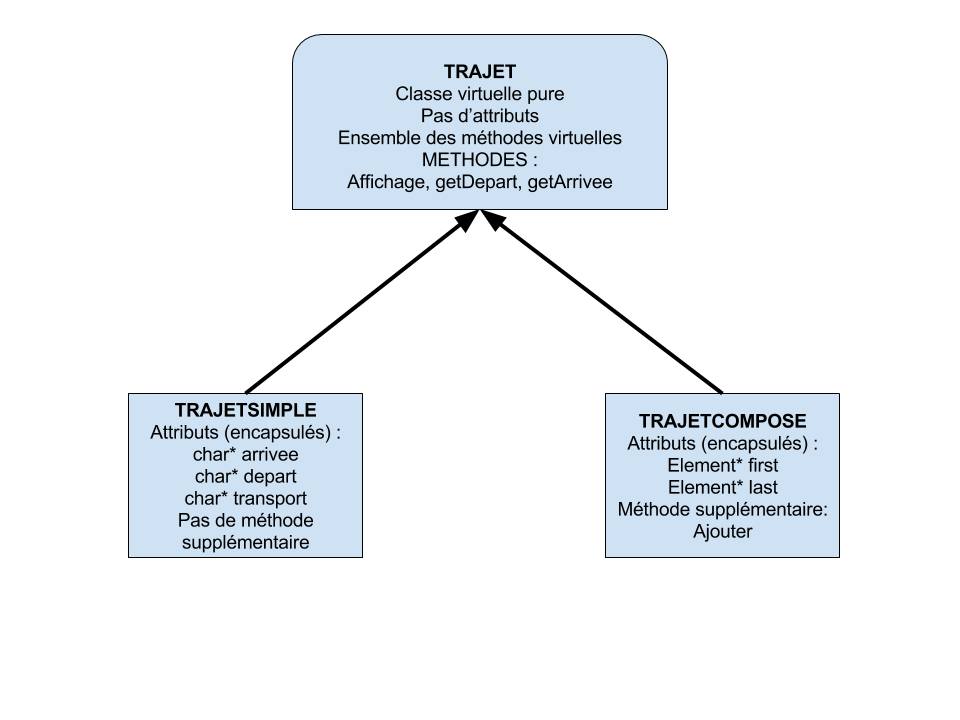 TRAJET
Classe virtuelle pure
Pas d'attributs
Ensemble des méthodes virtuelles
METHODES :
Affichage, getDepart, getArrivee
TRAJETSIMPLE
Attributs (encapsulés) :
char* arrivee
char* depart
char* transport
Pas de méthode
supplémentaire
TRAJETCOMPOSE
Attributs (encapsulés) :
Element* first
Element* last
Méthode supplémentaire:
Ajouter